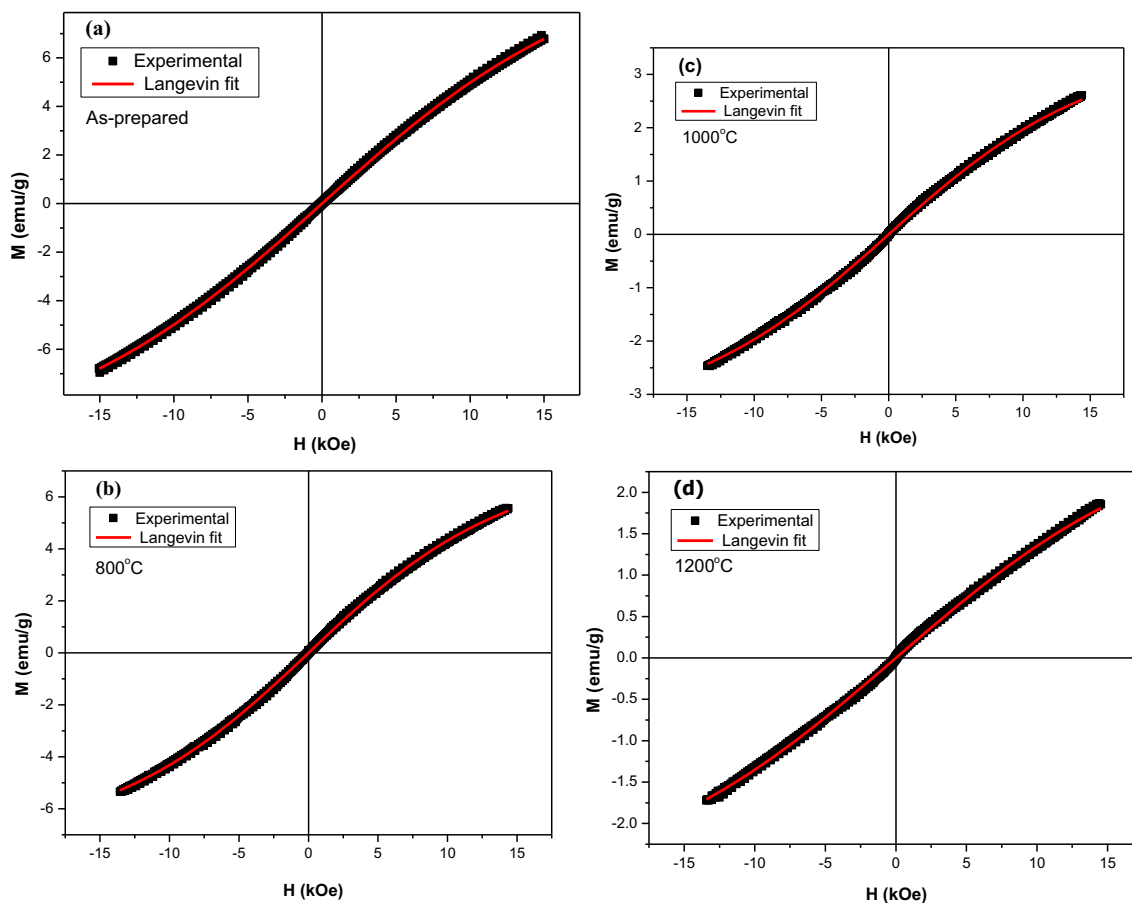 (a)
Experimental
Langevin fit
As-prepared
M (emu/g)
6
4
2
0
-2
-4
-6
-15
-10
-5
0
5
10
15
H (kOe)
(c)
Experimental
Langevin fit
1000°C
M (emu/g)
3
2
1
0
-1
-2
-3
-15
-10
-5
0
5
10
15
H (kOe)
(b)
Experimental
Langevin fit
800°C
M (emu/g)
6
4
2
0
-2
-4
-6
-15
-10
-5
0
5
10
15
H (kOe)
(d)
Experimental
Langevin fit
1200°C
M (emu/g)
2.0
1.5
1.0
0.5
0.0
-0.5
-1.0
-1.5
-2.0
-15
-10
-5
0
5
10
15
H (kOe)